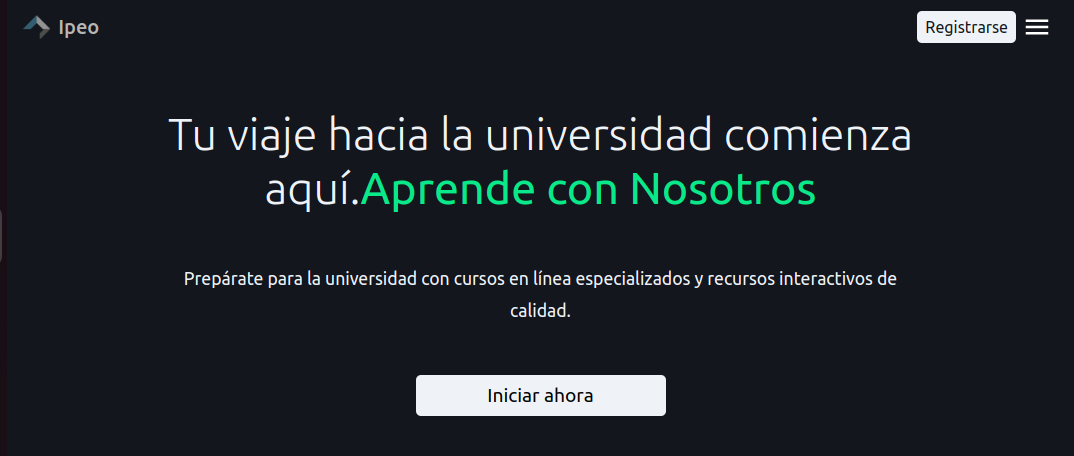 Ipeo
Registrarse
Tu viaje hacia la universidad comienza
aquí.Aprende con Nosotros
Prepárate para la universidad con cursos en línea especializados y recursos interactivos de
calidad.
Iniciar ahora